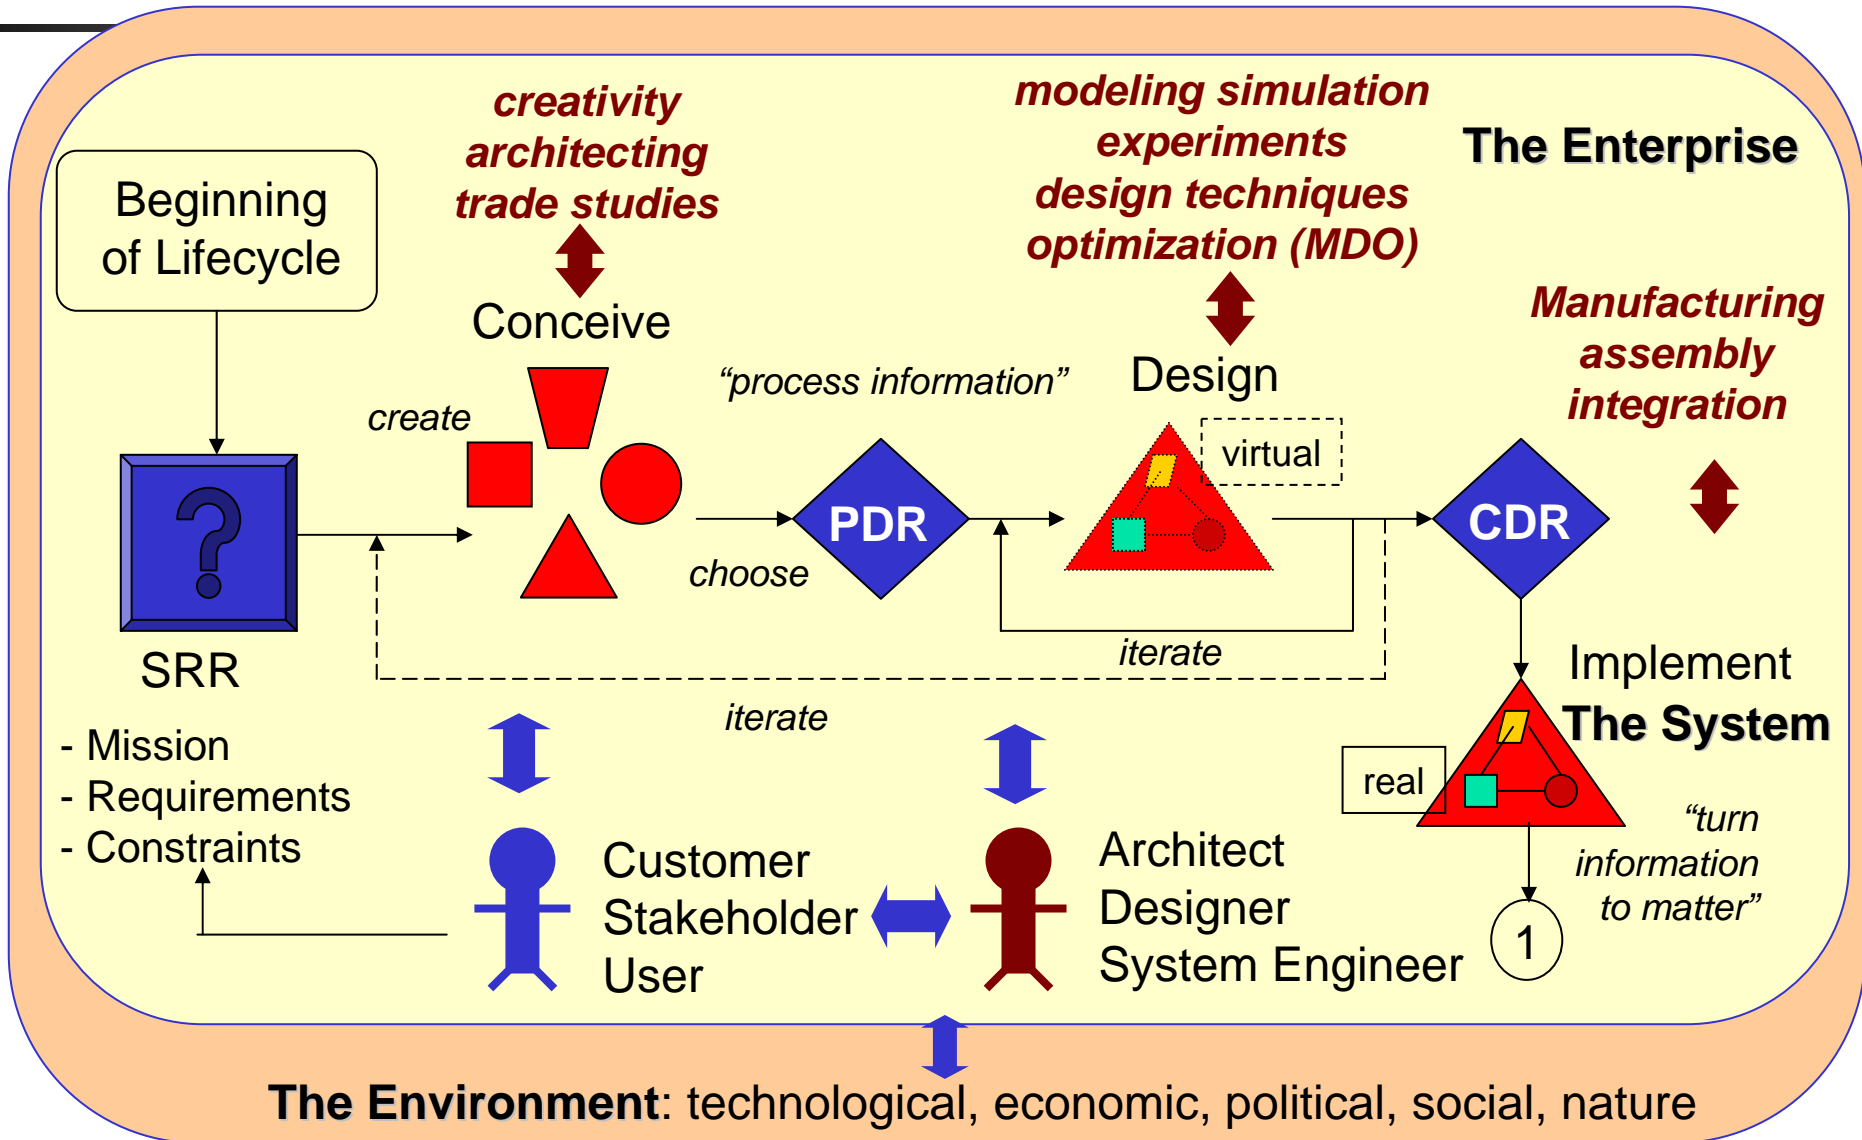 creativity
architecting
trade studies
modeling simulation
experiments
design techniques
optimization (MDO)
The Enterprise
Beginning
of Lifecycle
Manufacturing
assembly
integration
Conceive
"process information"
Design
create
virtual
?
PDR
CDR
choose
iterate
SRR
iterate
Implement
The System
- Mission
- Requirements
- Constraints
real
"turn
information
to matter"
Customer
Stakeholder
User
Architect
Designer
System Engineer
1
The Environment: technological, economic, political, social, nature